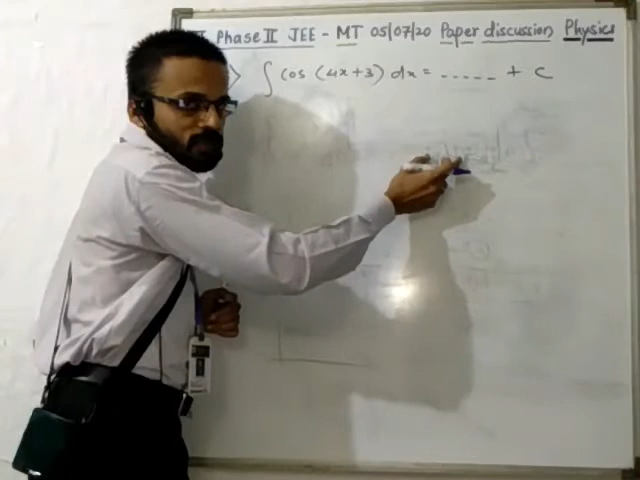 Phase II JEE - MT 05/07/20 Paper discussion Physics
> ∫ Cos (4x+3) dx = ----- + C